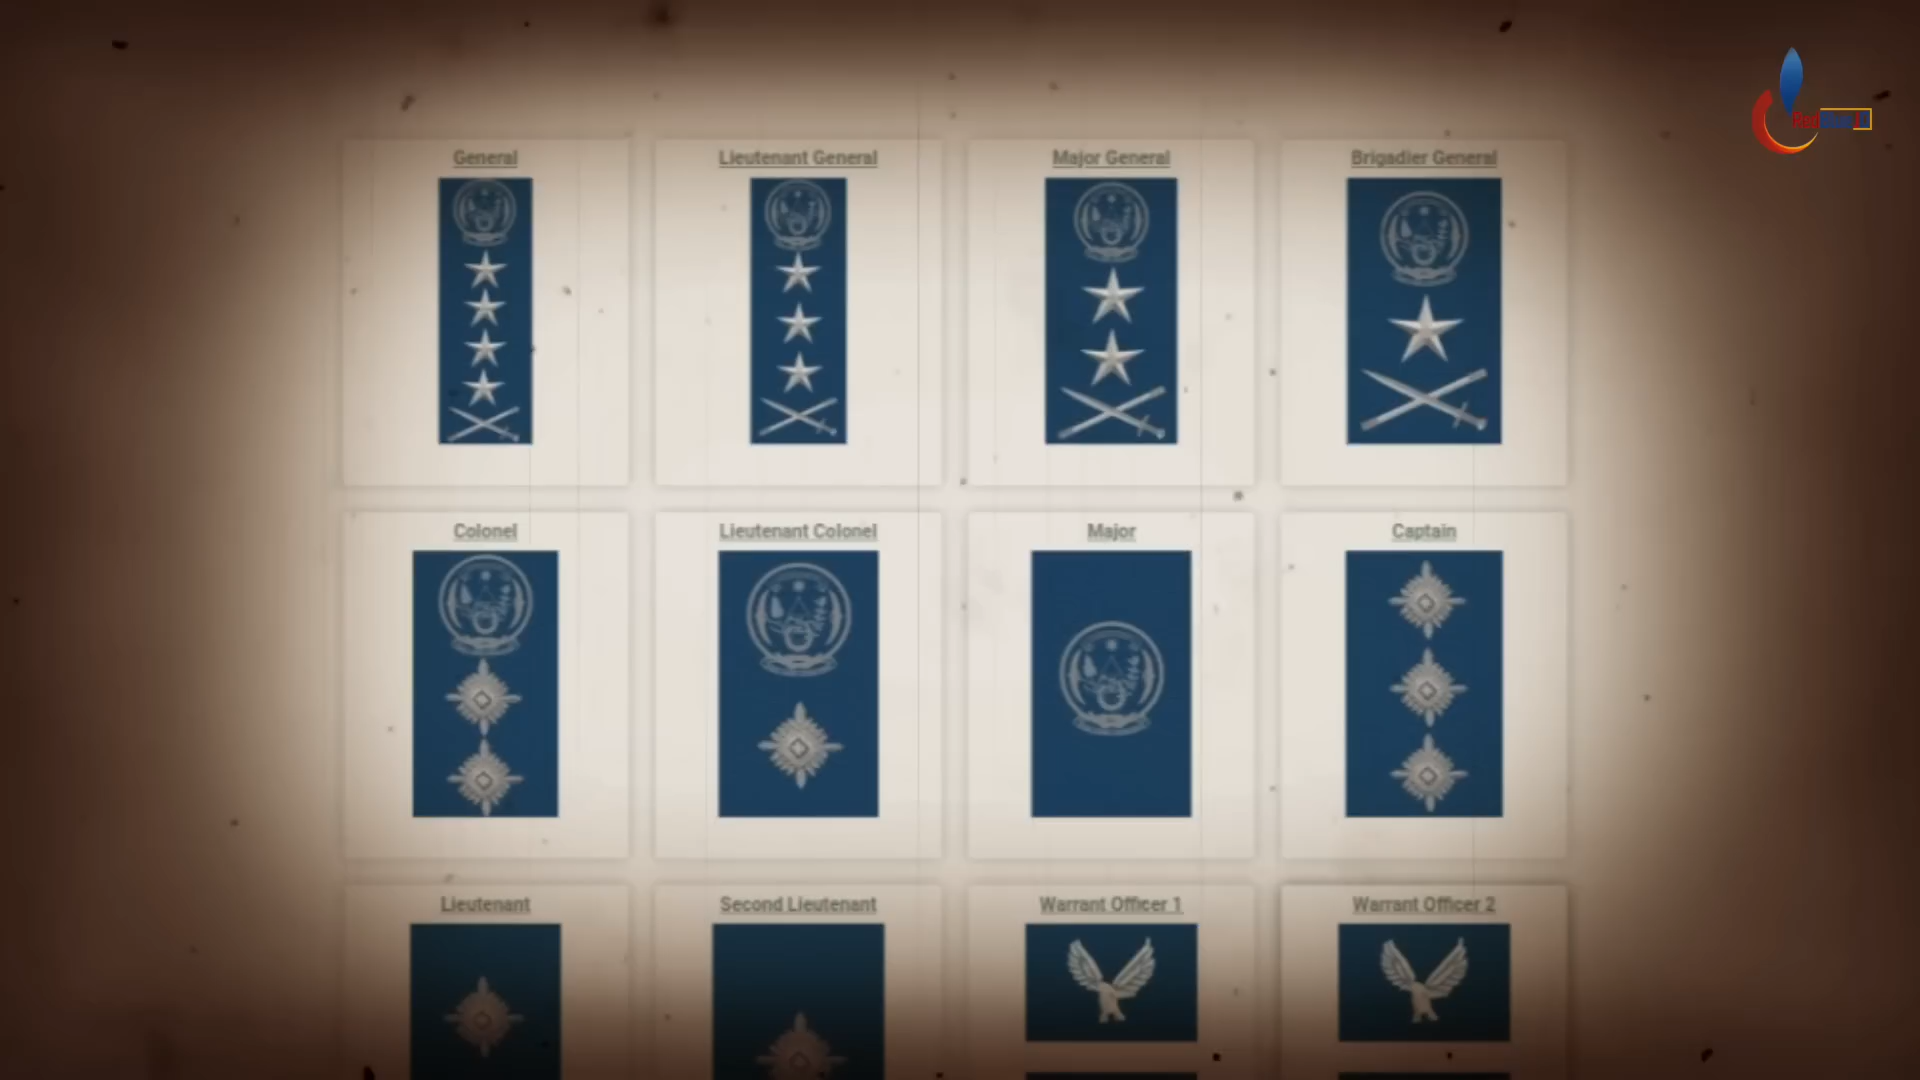 General
Lieutenant General
Major General
Brigadier General
Colonel
Lieutenant Colonel
Major
Captain
Lieutenant
Second Lieutenant
Warrant Officer 1
Warrant Officer 2